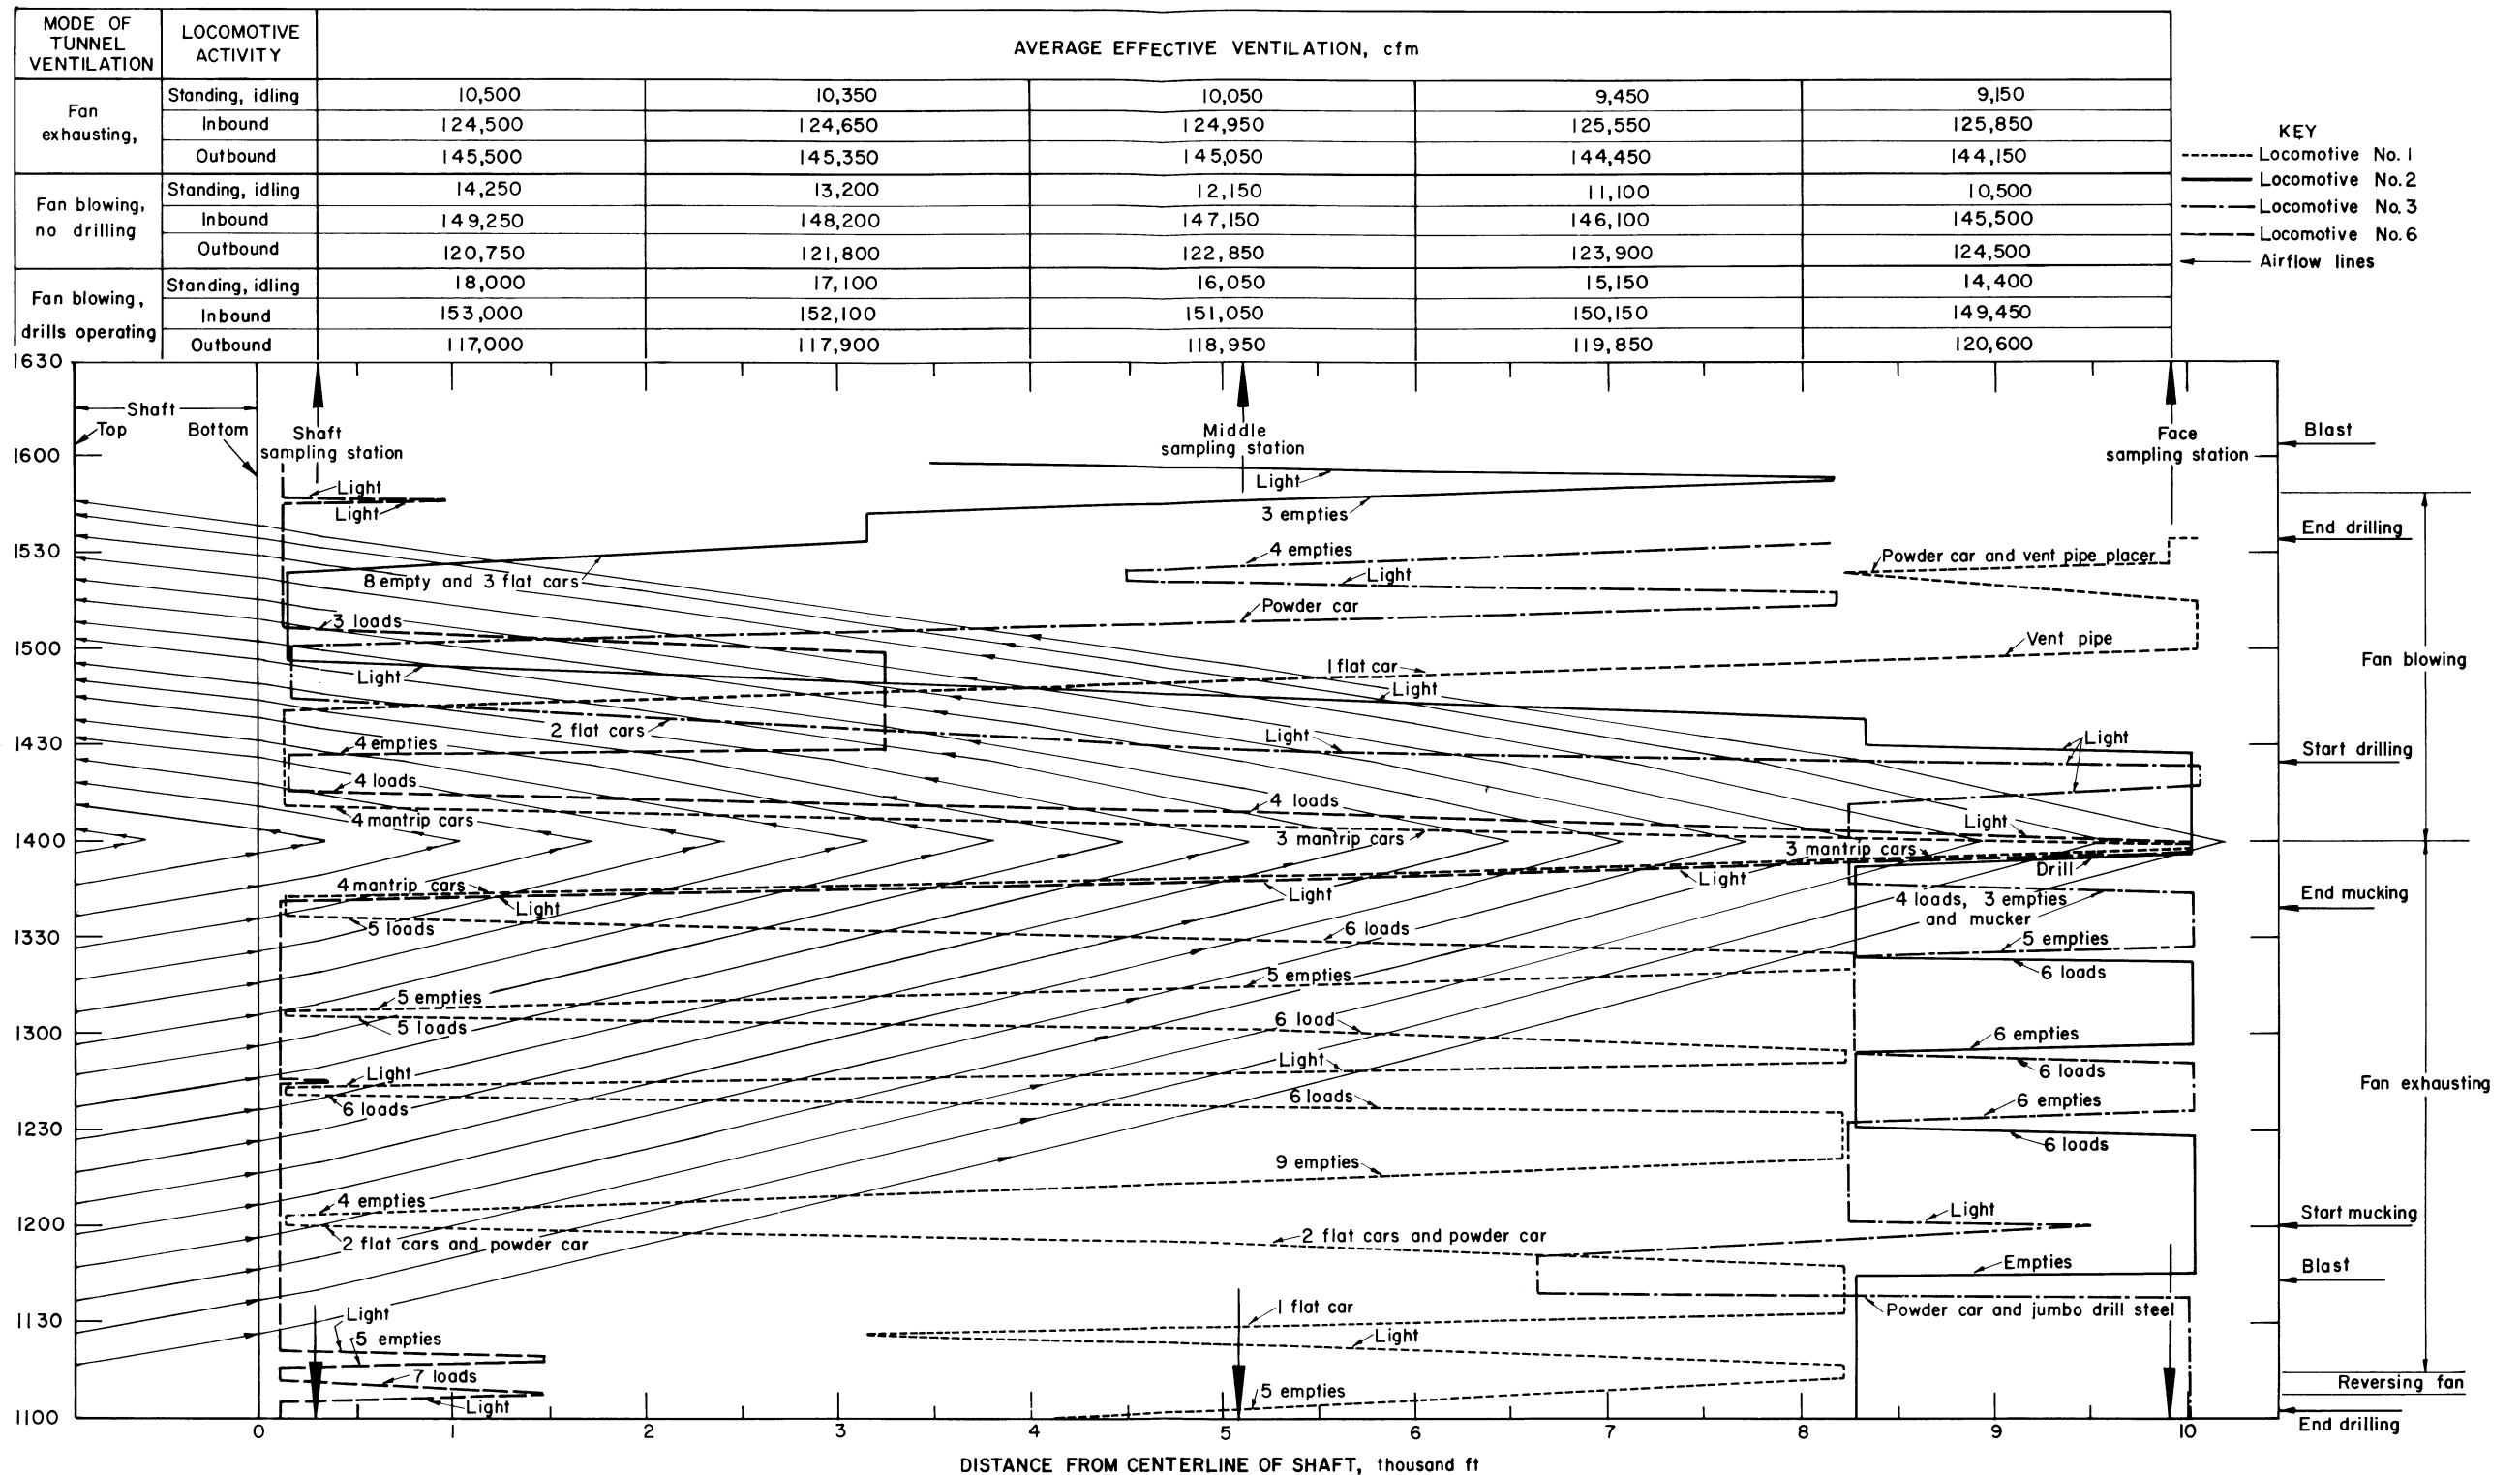 MODE OF TUNNEL VENTILATION
LOCOMOTIVE ACTIVITY
AVERAGE EFFECTIVE VENTILATION, cfm
Fan exhausting,
Standing, idling 10,500 10,350 10,050 9,450 9,150
Inbound 124,500 124,650 124,950 125,550 125,850
Outbound 145,500 145,350 145,050 144,450 144,150
Fan blowing, no drilling
Standing, idling 14,250 13,200 12,150 11,100 10,500
Inbound 149,250 148,200 147,150 146,100 145,500
Outbound 120,750 121,800 122,850 123,900 124,500
Fan blowing, drills operating
Standing, idling 18,000 17,100 16,050 15,150 14,400
Inbound 153,000 152,100 151,050 150,150 149,450
Outbound 117,000 117,900 118,950 119,850 120,600
KEY
Locomotive No. 1
Locomotive No. 2
Locomotive No. 3
Locomotive No. 6
Airflow lines
1630
Shaft
Top
Bottom
Shaft sampling station
Middle sampling station
Face sampling station
Blast
1600
Light
Light
Light
3 empties
End drilling
1530
4 empties
Powder car and vent pipe placer
8 empty and 3 flat cars
Light
Powder car
3 loads
1500
Vent pipe
1 flat car
Fan blowing
Light
Light
2 flat cars
Light
Light
1430
4 empties
Start drilling
4 loads
4 loads
4 mantrip cars
Light
1400
3 mantrip cars
3 mantrip cars
Drill
4 mantrip cars
Light
Light
Light
End mucking
4 loads, 3 empties and mucker
5 loads
6 loads
1330
5 empties
6 loads
5 empties
5 empties
5 loads
6 load
1300
6 empties
Light
Light
6 loads
Fan exhausting
6 loads
6 loads
6 empties
1230
6 loads
9 empties
4 empties
Light
Start mucking
1200
2 flat cars and powder car
2 flat cars and powder car
Empties
Blast
Light
1 flat car
Powder car and jumbo drill steel
1130
5 empties
Light
7 loads
5 empties
Reversing fan
Light
1100
End drilling
0 1 2 3 4 5 6 7 8 9 10
DISTANCE FROM CENTERLINE OF SHAFT, thousand ft